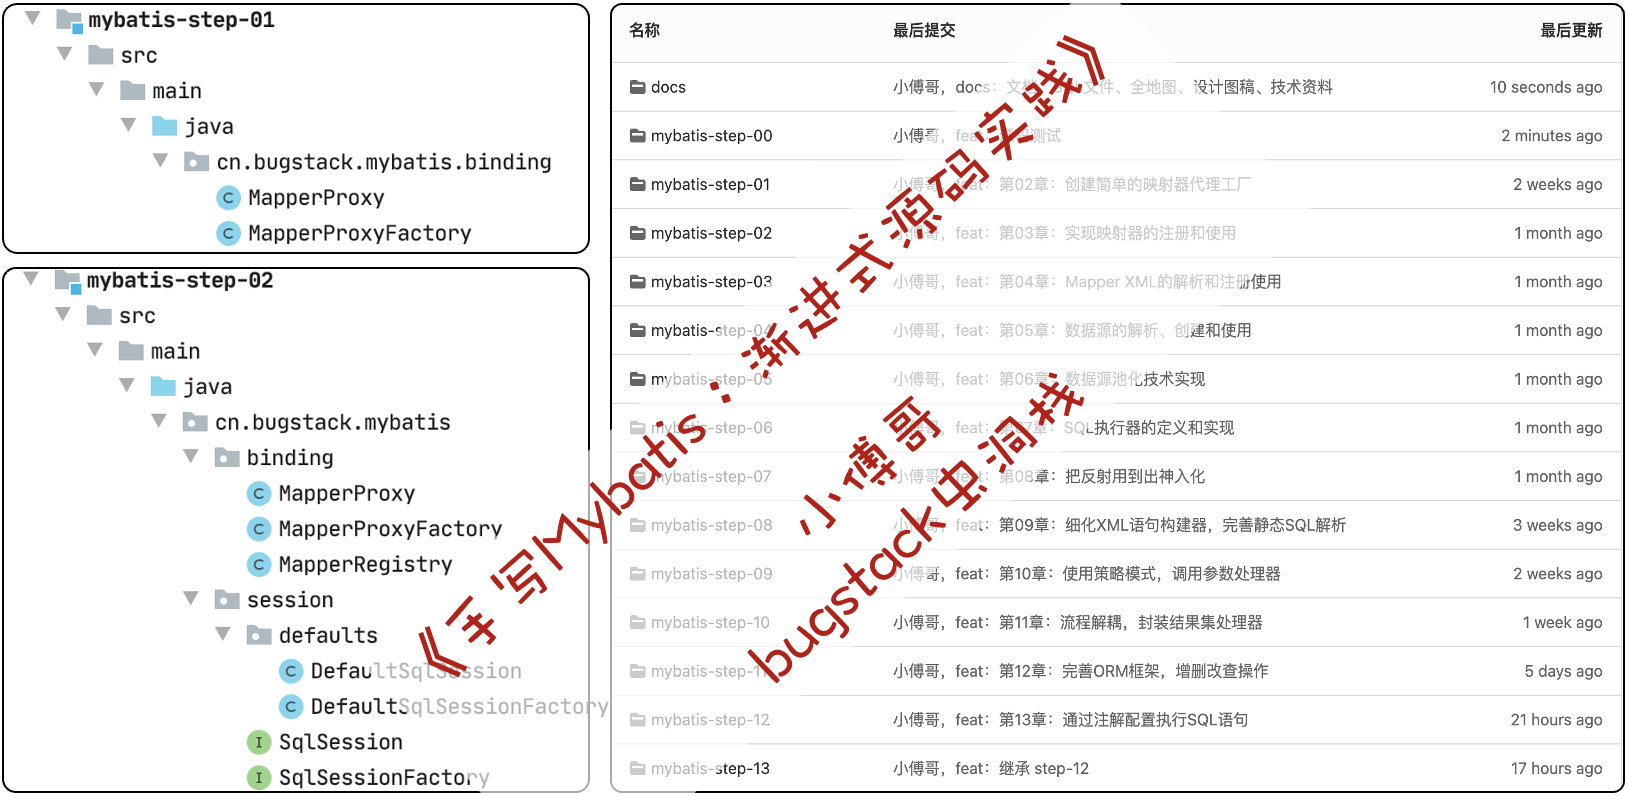 mybatis-step-01
src
main
java
cn.bugstack.mybatis.binding
MapperProxy
MapperProxyFactory
mybatis-step-02
src
main
java
cn.bugstack.mybatis
binding
MapperProxy
MapperProxyFactory
MapperRegistry
session
defaults
DefaultSqlSession
DefaultSqlSessionFactory
SqlSession
SqlSessionFactory
名称 最后提交 最后更新
docs 小傅哥，docs：文档、文件、全地图、设计图稿、技术资料 10 seconds ago
mybatis-step-00 小傅哥，feat：测试 2 minutes ago
mybatis-step-01 小傅哥，feat：第02章：创建简单的映射器代理工厂 2 weeks ago
mybatis-step-02 小傅哥，feat：第03章：实现映射器的注册和使用 1 month ago
mybatis-step-03 小傅哥，feat：第04章：Mapper XML的解析和注册使用 1 month ago
mybatis-step-04 小傅哥，feat：第05章：数据源的解析、创建和使用 1 month ago
mybatis-step-05 小傅哥，feat：第06章：数据源池化技术实现 1 month ago
mybatis-step-06 小傅哥，feat：第07章：SQL执行器的定义和实现 1 month ago
mybatis-step-07 小傅哥，feat：第08章：把反射用到出神入化 1 month ago
mybatis-step-08 小傅哥，feat：第09章：细化XML语句构建器，完善静态SQL解析 3 weeks ago
mybatis-step-09 小傅哥，feat：第10章：使用策略模式，调用参数处理器 2 weeks ago
mybatis-step-10 小傅哥，feat：第11章：流程解耦，封装结果集处理器 1 week ago
mybatis-step-11 小傅哥，feat：第12章：完善ORM框架，增删改查操作 5 days ago
mybatis-step-12 小傅哥，feat：第13章：通过注解配置执行SQL语句 21 hours ago
mybatis-step-13 小傅哥，feat：继承 step-12 17 hours ago
《手写Mybatis：渐进式源码实践》
小傅哥
bugstack虫洞栈